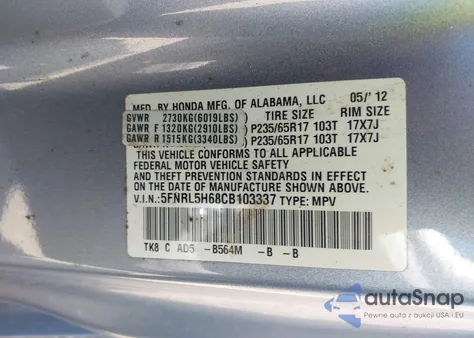 MFD. BY HONDA MFG. OF ALABAMA, LLC 05/'12
GVWR 2730KG(6019LBS) TIRE SIZE RIM SIZE
GAWR F 1320KG(2910LBS) P235/65R17 103T 17X7J
GAWR R 1515KG(3340LBS) P235/65R17 103T 17X7J
THIS VEHICLE CONFORMS TO ALL APPLICABLE
FEDERAL MOTOR VEHICLE SAFETY
AND THEFT PREVENTION STANDARDS IN EFFECT ON
THE DATE OF MANUFACTURE SHOWN ABOVE.
V.I.N.: 5FNRL5H68CB103337 TYPE: MPV
TK8 C AD5 -B564M -B -B
autoSnap
Pewne auta z aukcji USA i EU